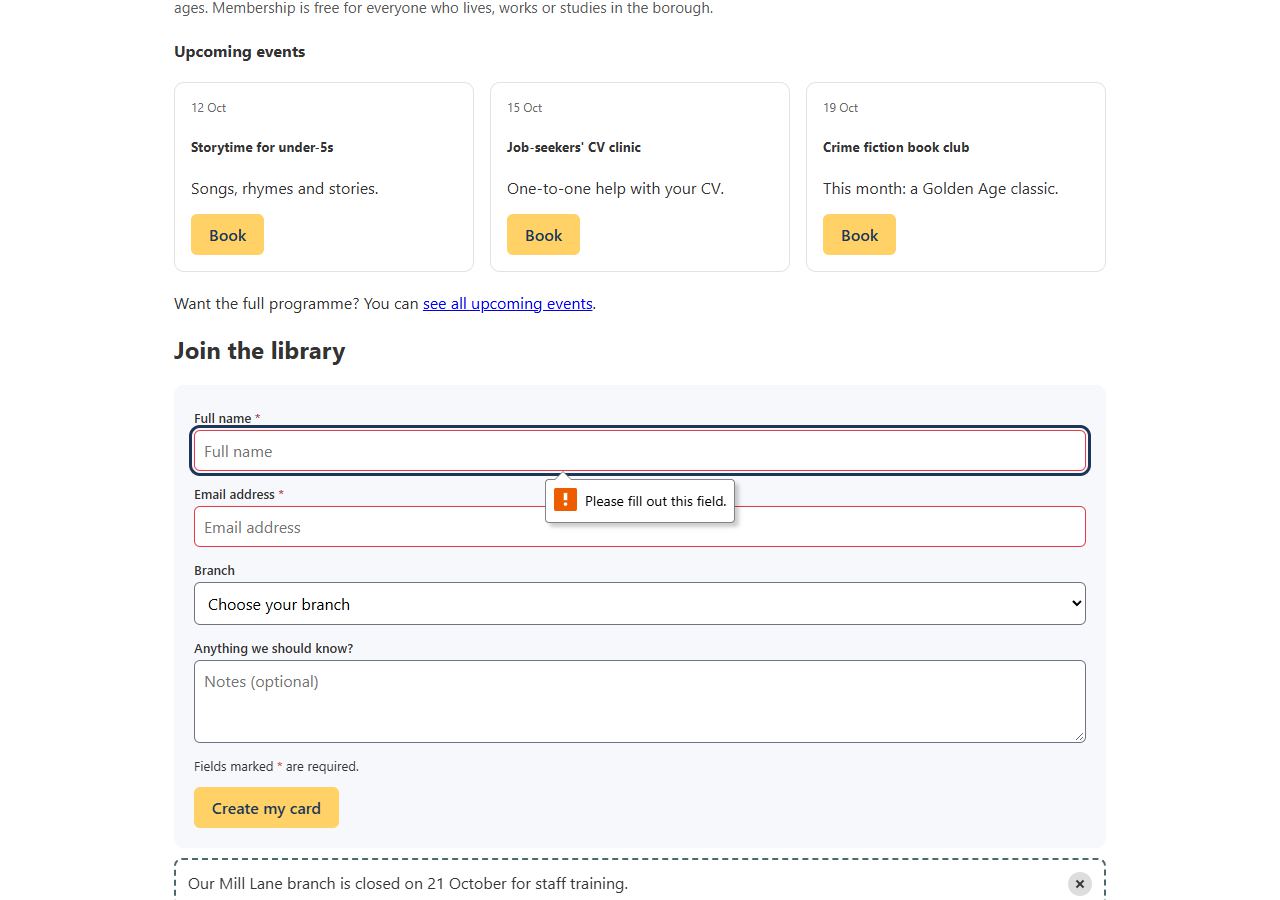 ages. Membership is free for everyone who lives, works or studies in the borough.
Upcoming events
12 Oct
Storytime for under-5s
Songs, rhymes and stories.
Book
15 Oct
Job-seekers' CV clinic
One-to-one help with your CV.
Book
19 Oct
Crime fiction book club
This month: a Golden Age classic.
Book
Want the full programme? You can see all upcoming events.
Join the library
Full name *
Full name
Please fill out this field.
Email address *
Email address
Branch
Choose your branch
Anything we should know?
Notes (optional)
Fields marked * are required.
Create my card
Our Mill Lane branch is closed on 21 October for staff training.